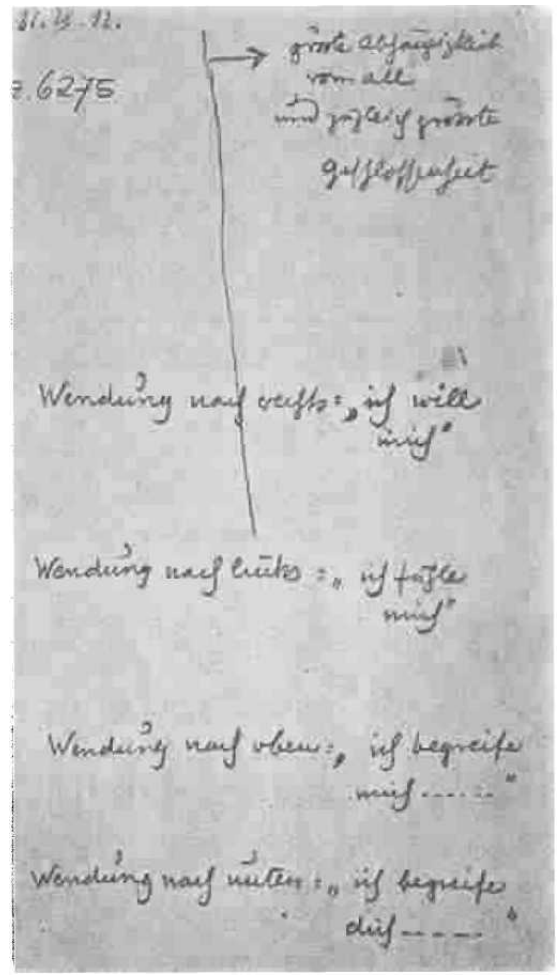 z. 6275
grösste Abhängigkeit
vom All
und zugleich grösste
Geschlossenheit
Wendung nach rechts = „ich will
mich"
Wendung nach links = „ich fühle
mich"
Wendung nach oben = „ich begreife
mich ......"
Wendung nach unten = „ich begreife
dich ----- "